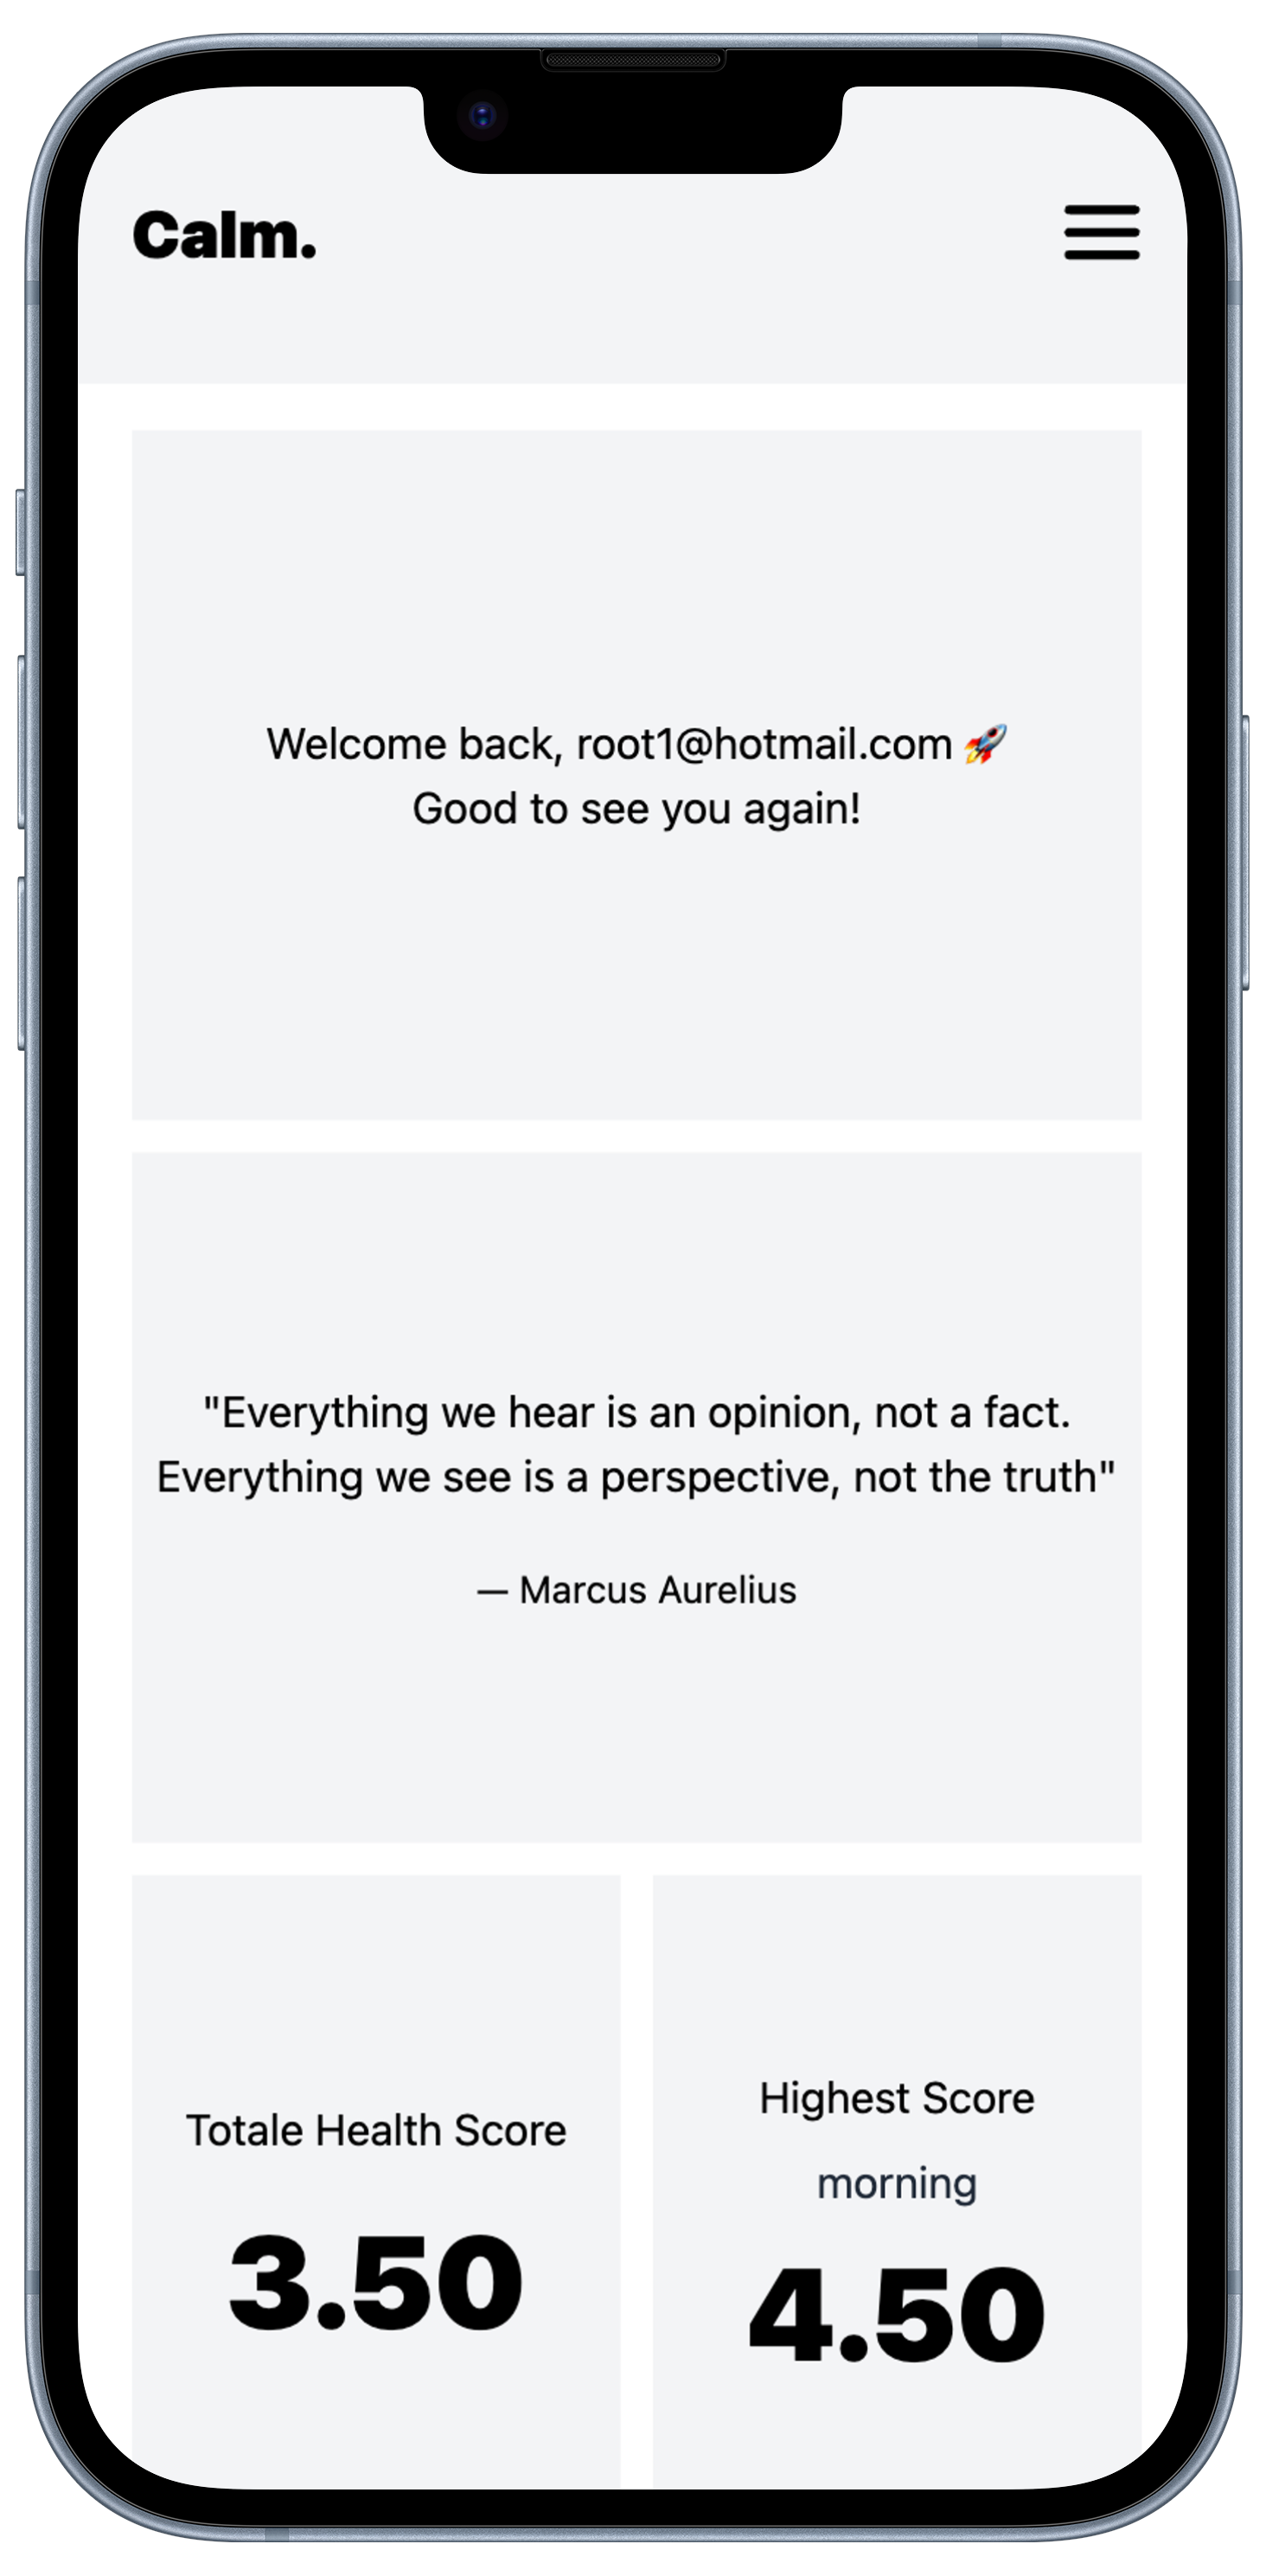 Calm.
Welcome back, root1@hotmail.com 🚀
Good to see you again!
"Everything we hear is an opinion, not a fact.
Everything we see is a perspective, not the truth"
— Marcus Aurelius
Totale Health Score
3.50
Highest Score
morning
4.50